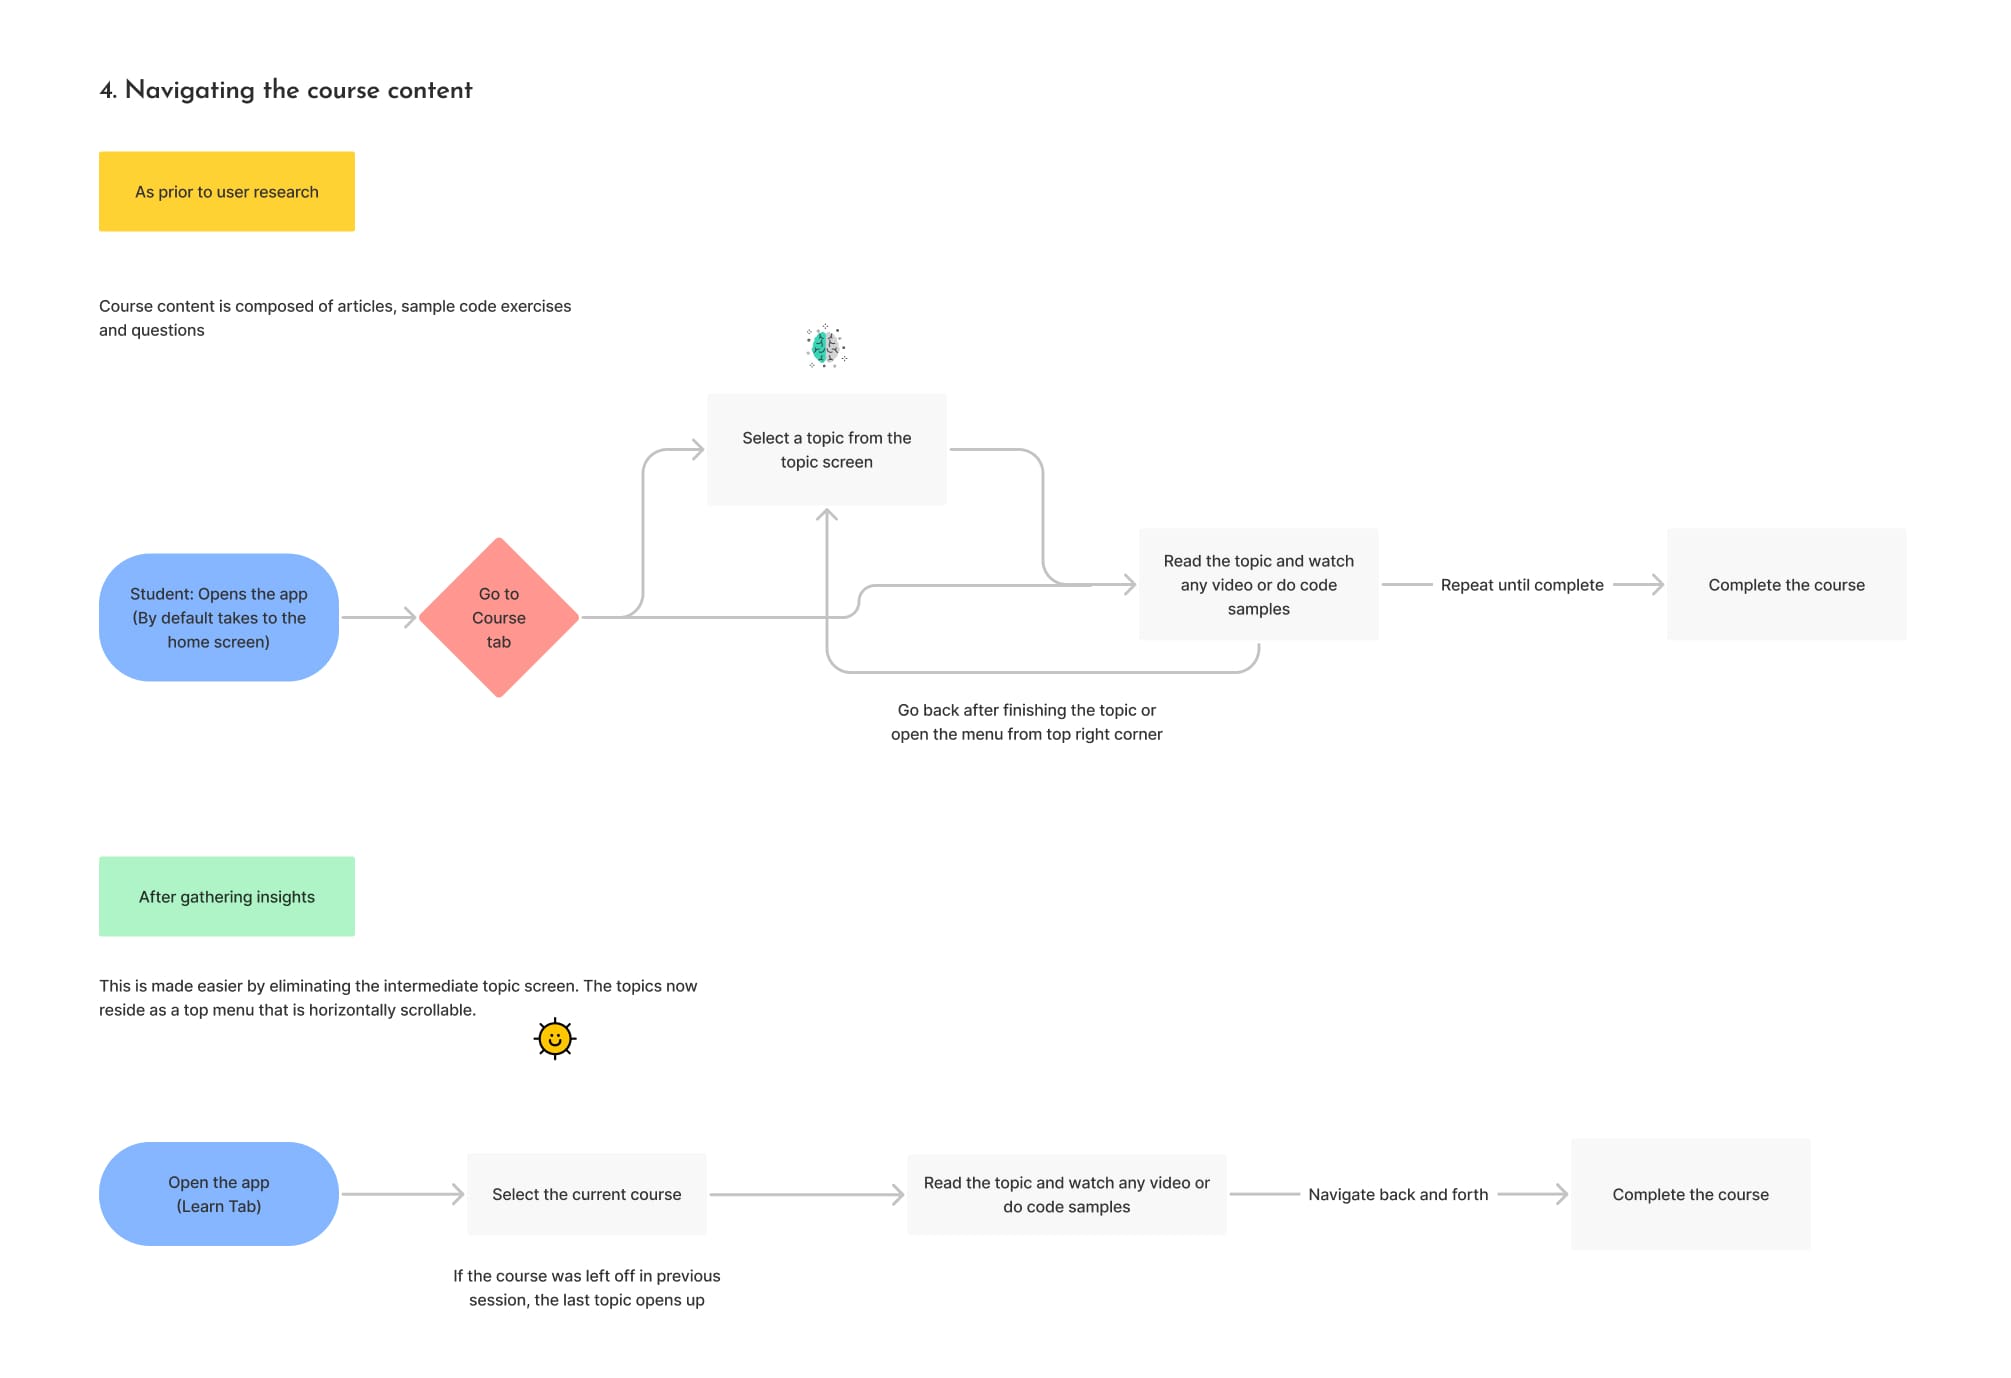 4. Navigating the course content
As prior to user research
Course content is composed of articles, sample code exercises
and questions
Select a topic from the
topic screen
Student: Opens the app
(By default takes to the
home screen)
Go to
Course
tab
Read the topic and watch
any video or do code
samples
Repeat until complete
Complete the course
Go back after finishing the topic or
open the menu from top right corner
After gathering insights
This is made easier by eliminating the intermediate topic screen. The topics now
reside as a top menu that is horizontally scrollable.
Open the app
(Learn Tab)
Select the current course
Read the topic and watch any video or
do code samples
Navigate back and forth
Complete the course
If the course was left off in previous
session, the last topic opens up